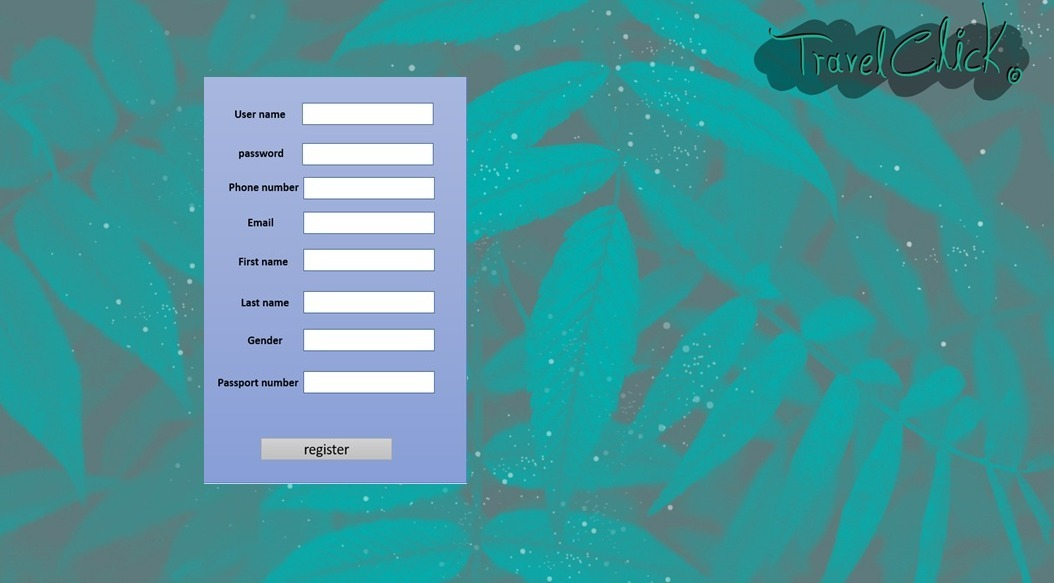 TravelClick ©
User name
password
Phone number
Email
First name
Last name
Gender
Passport number
register